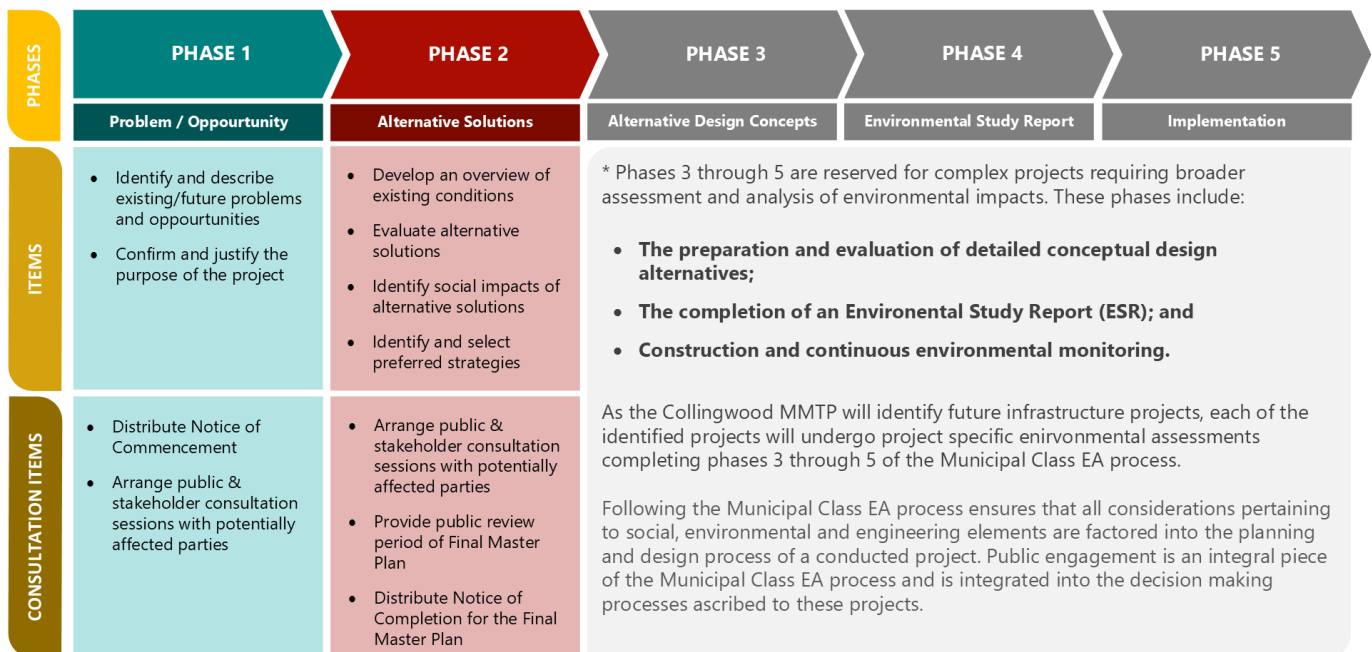 PHASES
PHASE 1
PHASE 2
PHASE 3
PHASE 4
PHASE 5
Problem / Oppourtunity
Alternative Solutions
Alternative Design Concepts
Environmental Study Report
Implementation
ITEMS
• Identify and describe
existing/future problems
and oppourtunities
• Confirm and justify the
purpose of the project
• Develop an overview of
existing conditions
• Evaluate alternative
solutions
• Identify social impacts of
alternative solutions
• Identify and select
preferred strategies
* Phases 3 through 5 are reserved for complex projects requiring broader
assessment and analysis of environmental impacts. These phases include:
• The preparation and evaluation of detailed conceptual design
alternatives;
• The completion of an Environental Study Report (ESR); and
• Construction and continuous environmental monitoring.
CONSULTATION ITEMS
• Distribute Notice of
Commencement
• Arrange public &
stakeholder consultation
sessions with potentially
affected parties
• Arrange public &
stakeholder consultation
sessions with potentially
affected parties
• Provide public review
period of Final Master
Plan
• Distribute Notice of
Completion for the Final
Master Plan
As the Collingwood MMTP will identify future infrastructure projects, each of the
identified projects will undergo project specific enirvonmental assessments
completing phases 3 through 5 of the Municipal Class EA process.
Following the Municipal Class EA process ensures that all considerations pertaining
to social, environmental and engineering elements are factored into the planning
and design process of a conducted project. Public engagement is an integral piece
of the Municipal Class EA process and is integrated into the decision making
processes ascribed to these projects.